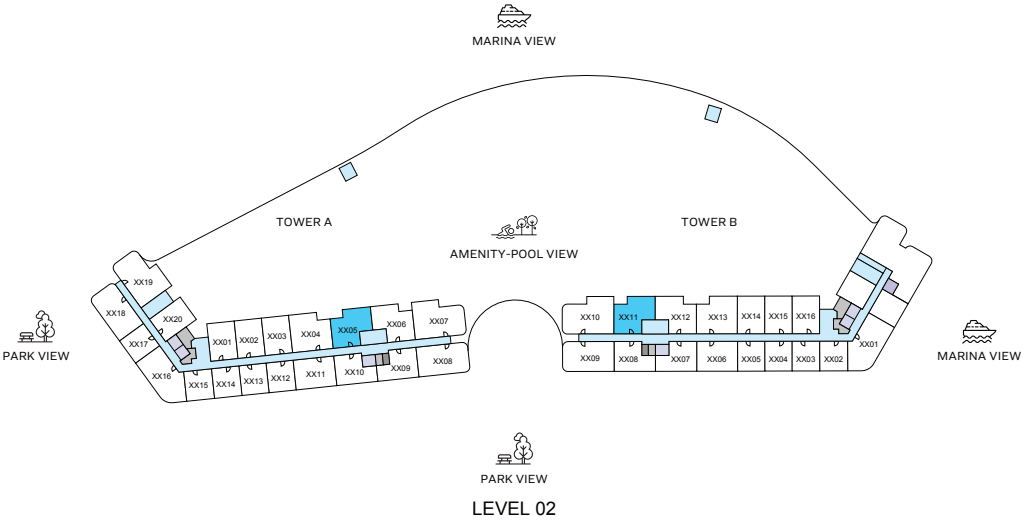 MARINA VIEW
TOWER A
TOWER B
AMENITY-POOL VIEW
XX19
XX18
XX20
XX17
XX16
XX15
XX01
XX02
XX03
XX04
XX05
XX06
XX07
XX14
XX13
XX12
XX11
XX10
XX09
XX08
XX10
XX11
XX12
XX13
XX14
XX15
XX16
XX09
XX08
XX07
XX06
XX05
XX04
XX03
XX02
XX01
PARK VIEW
MARINA VIEW
PARK VIEW
LEVEL 02